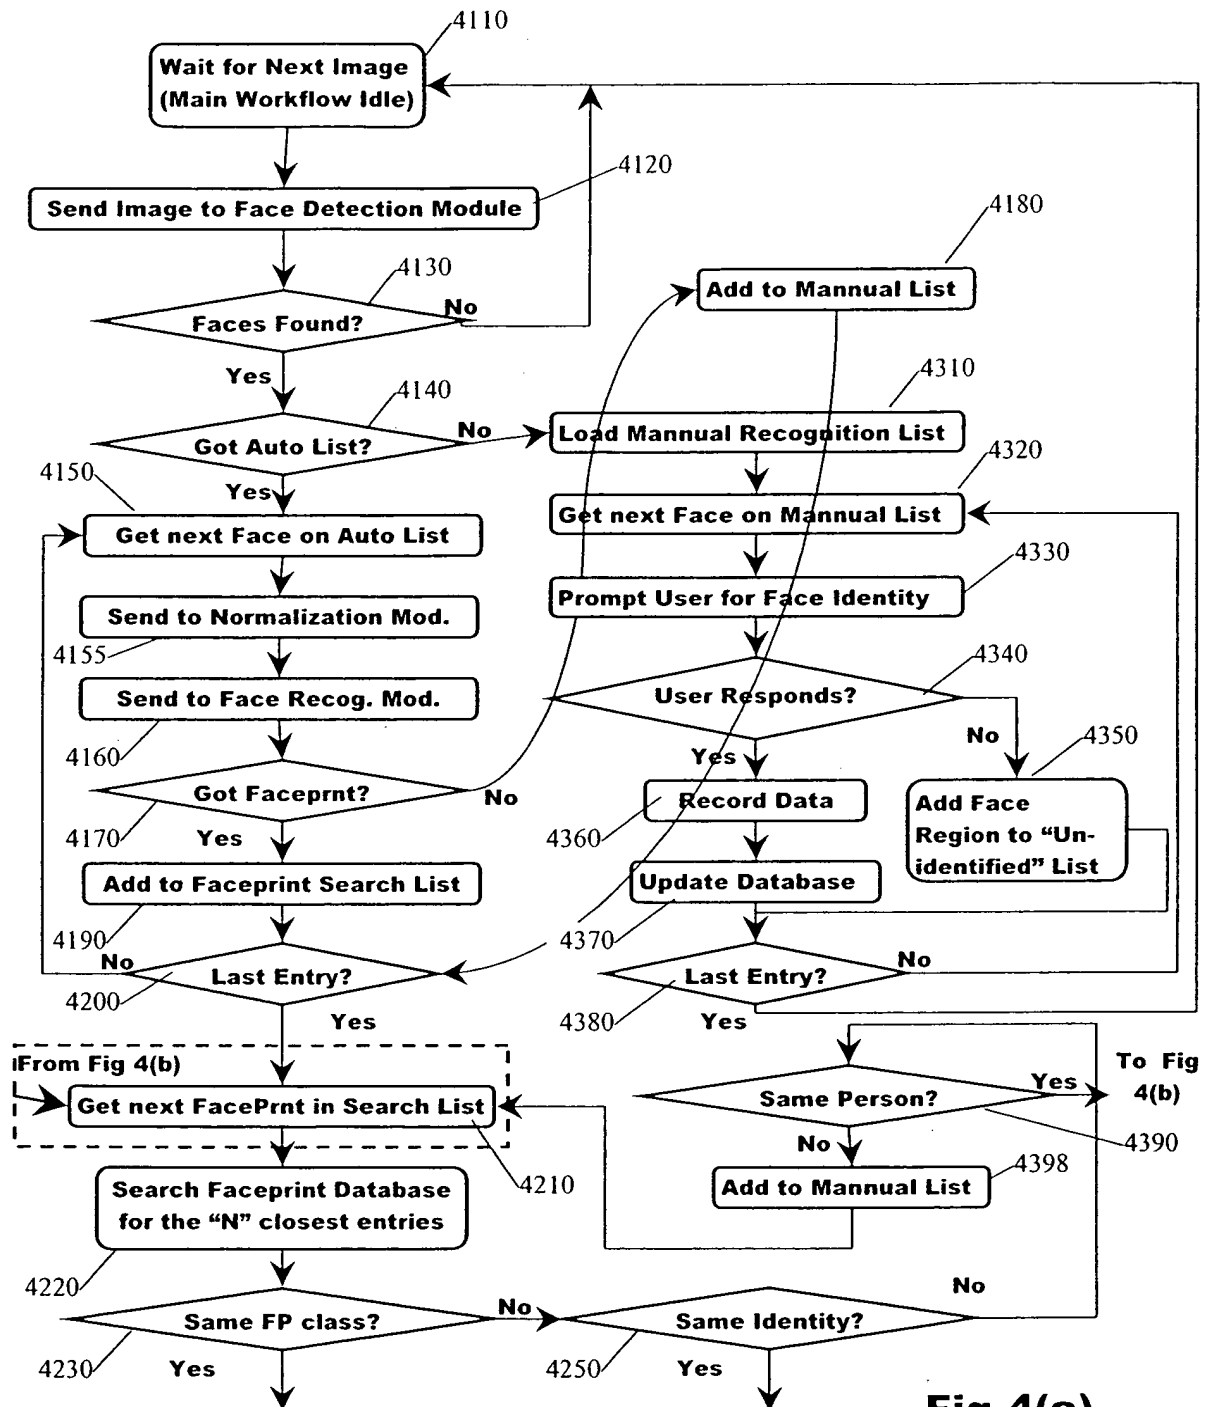 4110
Wait for Next Image
(Main Workflow Idle)
4120
Send Image to Face Detection Module
4180
4130
Add to Mannual List
No
Faces Found?
Yes
4140
4310
Got Auto List?
No
Load Mannual Recognition List
4150
Yes
4320
Get next Face on Auto List
Get next Face on Mannual List
4330
Send to Normalization Mod.
Prompt User for Face Identity
4155
4340
Send to Face Recog. Mod.
User Responds?
4160
No
4350
Yes
Got Faceprnt?
No
Record Data
Add Face
Region to “Un-
identified” List
4170
Yes
4360
Add to Faceprint Search List
Update Database
4190
4370
No
Last Entry?
Last Entry?
No
4200
Yes
4380
Yes
From Fig 4(b)
To Fig
4(b)
Get next FacePrnt in Search List
Same Person?
Yes
No
4390
4210
4398
Search Faceprint Database
for the “N” closest entries
Add to Mannual List
4220
No
Same FP class?
No
Same Identity?
4230
Yes
4250
Yes
Fig 4(a)